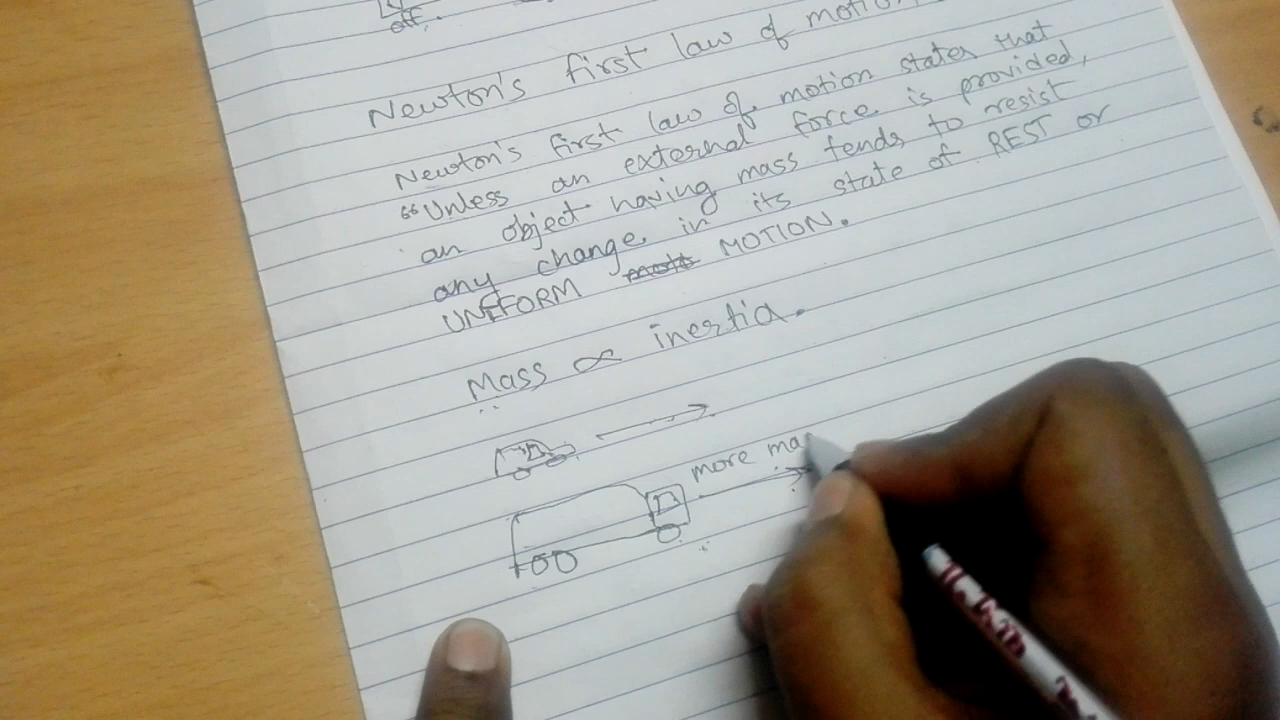 off.
Newton's first law of motion
Newton's first law of motion states that
“Unless an external force is provided,
an object having mass tends to resist
any change in its state of REST or
UNIFORM MOTION.
Mass ∝ inertia.
more ma